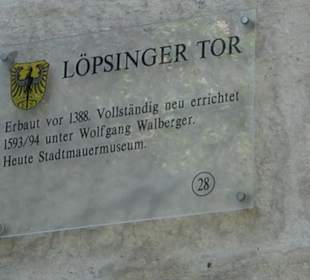 LÖPSINGER TOR
Erbaut vor 1388. Vollständig neu errichtet
1593/94 unter Wolfgang Walberger.
Heute Stadtmauermuseum.
28